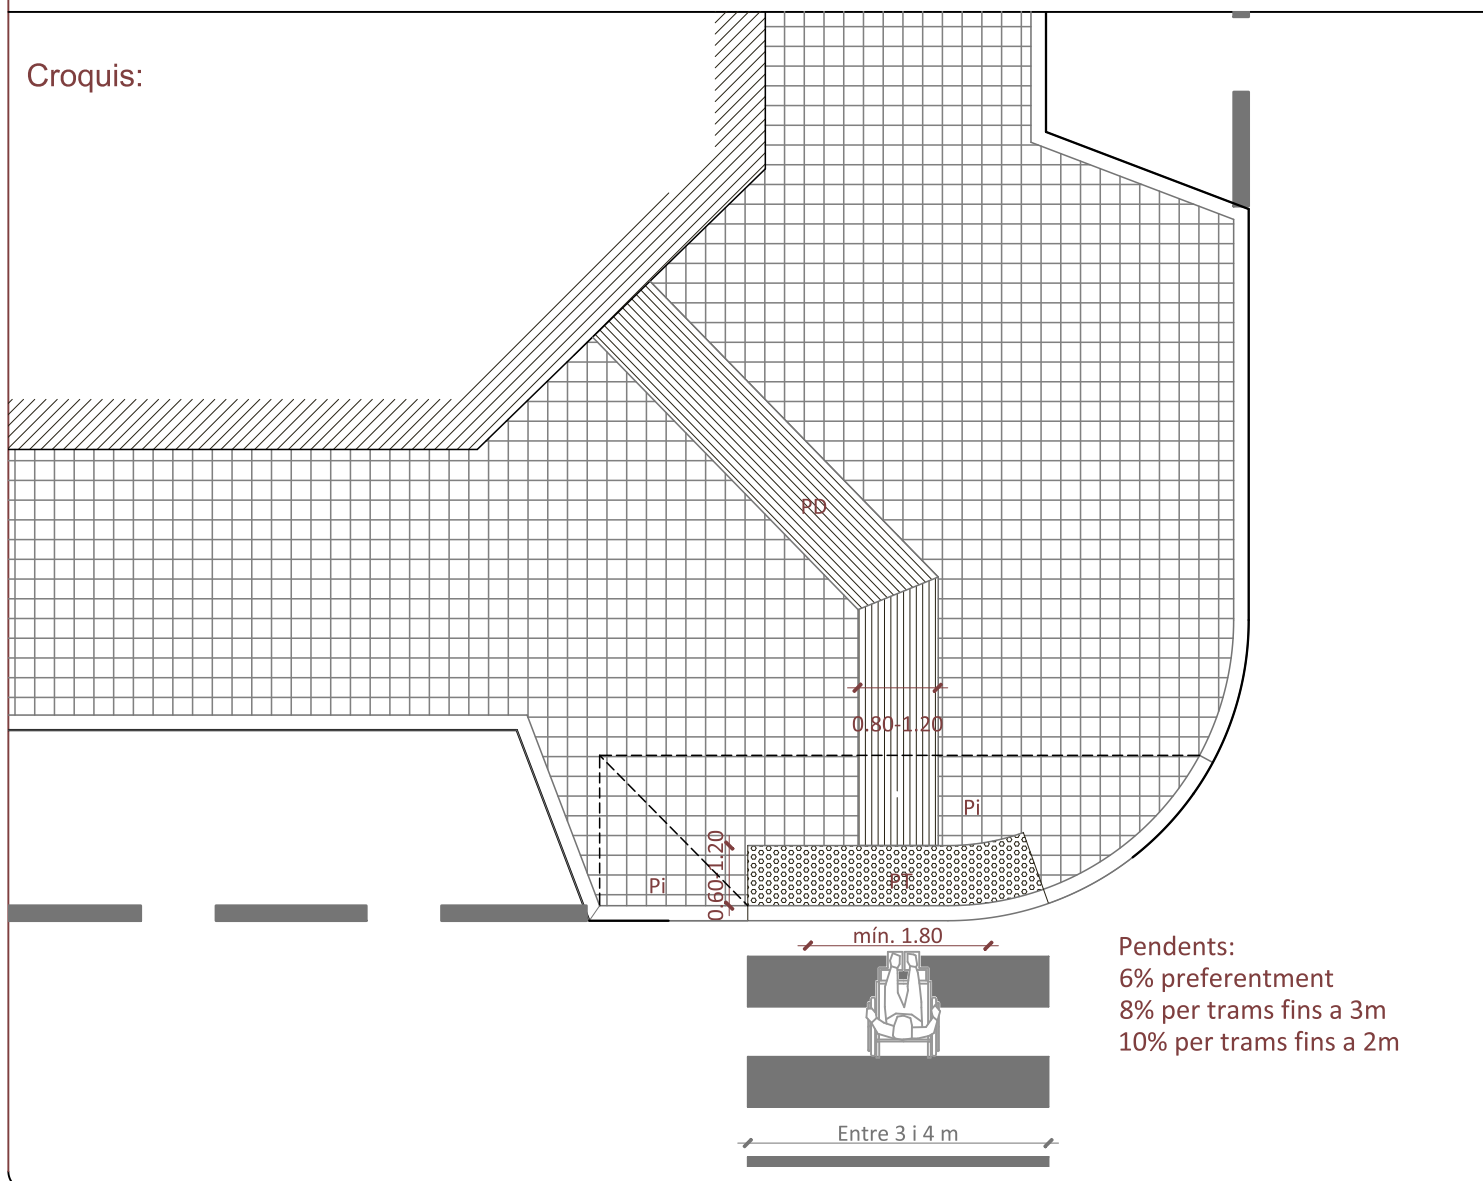 Croquis:
PD
0.80-1.20
Pi
0.60-1.20
Pi
PT
mín. 1.80
Pendents:
6% preferentment
8% per trams fins a 3m
10% per trams fins a 2m
Entre 3 i 4 m